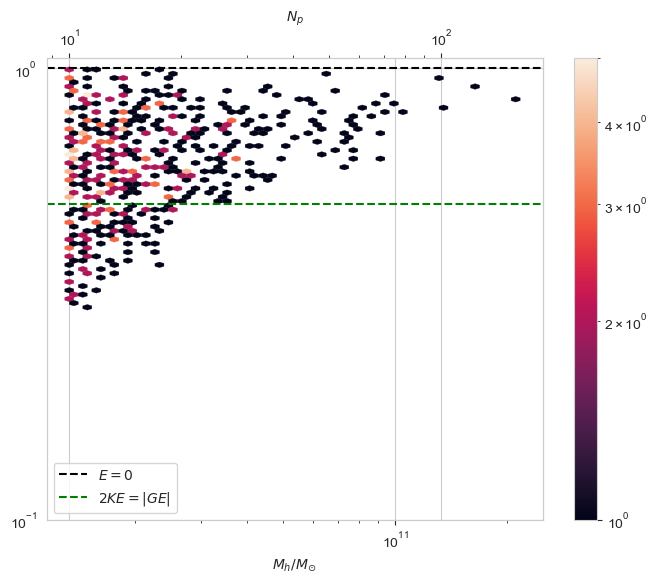 N_p
10^1 10^2
10^0
10^-1
E = 0
2KE = |GE|
10^11
M_h/M_⊙
4 × 10^0
3 × 10^0
2 × 10^0
10^0